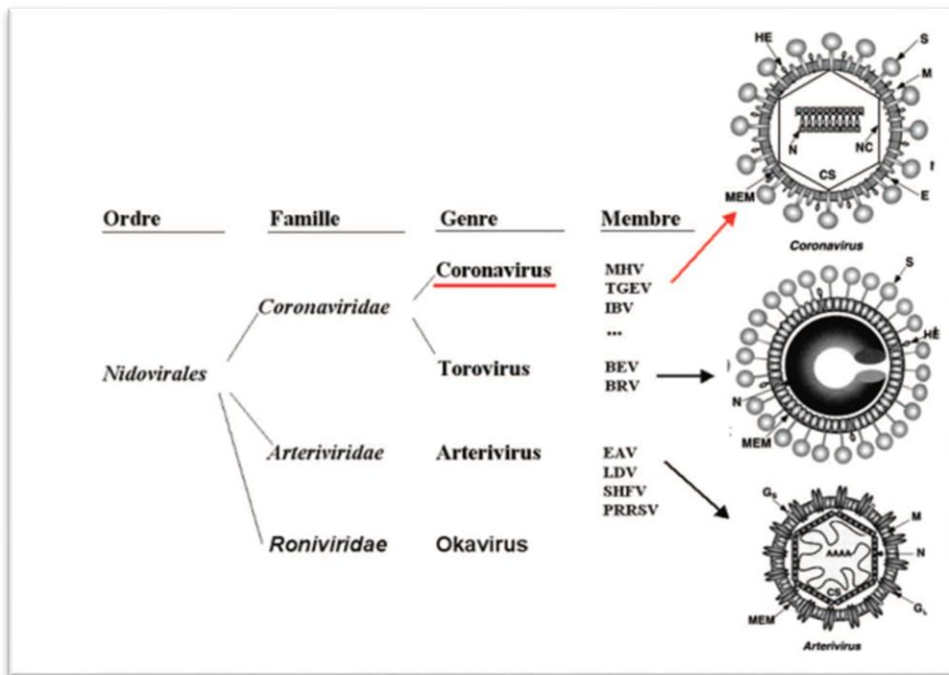 Ordre Famille Genre Membre
Nidovirales
Coronaviridae
Arteriviridae
Roniviridae
Coronavirus
Torovirus
Arterivirus
Okavirus
MHV
TGEV
IBV
...
BEV
BRV
EAV
LDV
SHFV
PRRSV
HE
S
M
N
NC
CS
MEM
E
Coronavirus
S
HE
N
MEM
G
M
N
AAAA
CS
G
MEM
Arterivirus